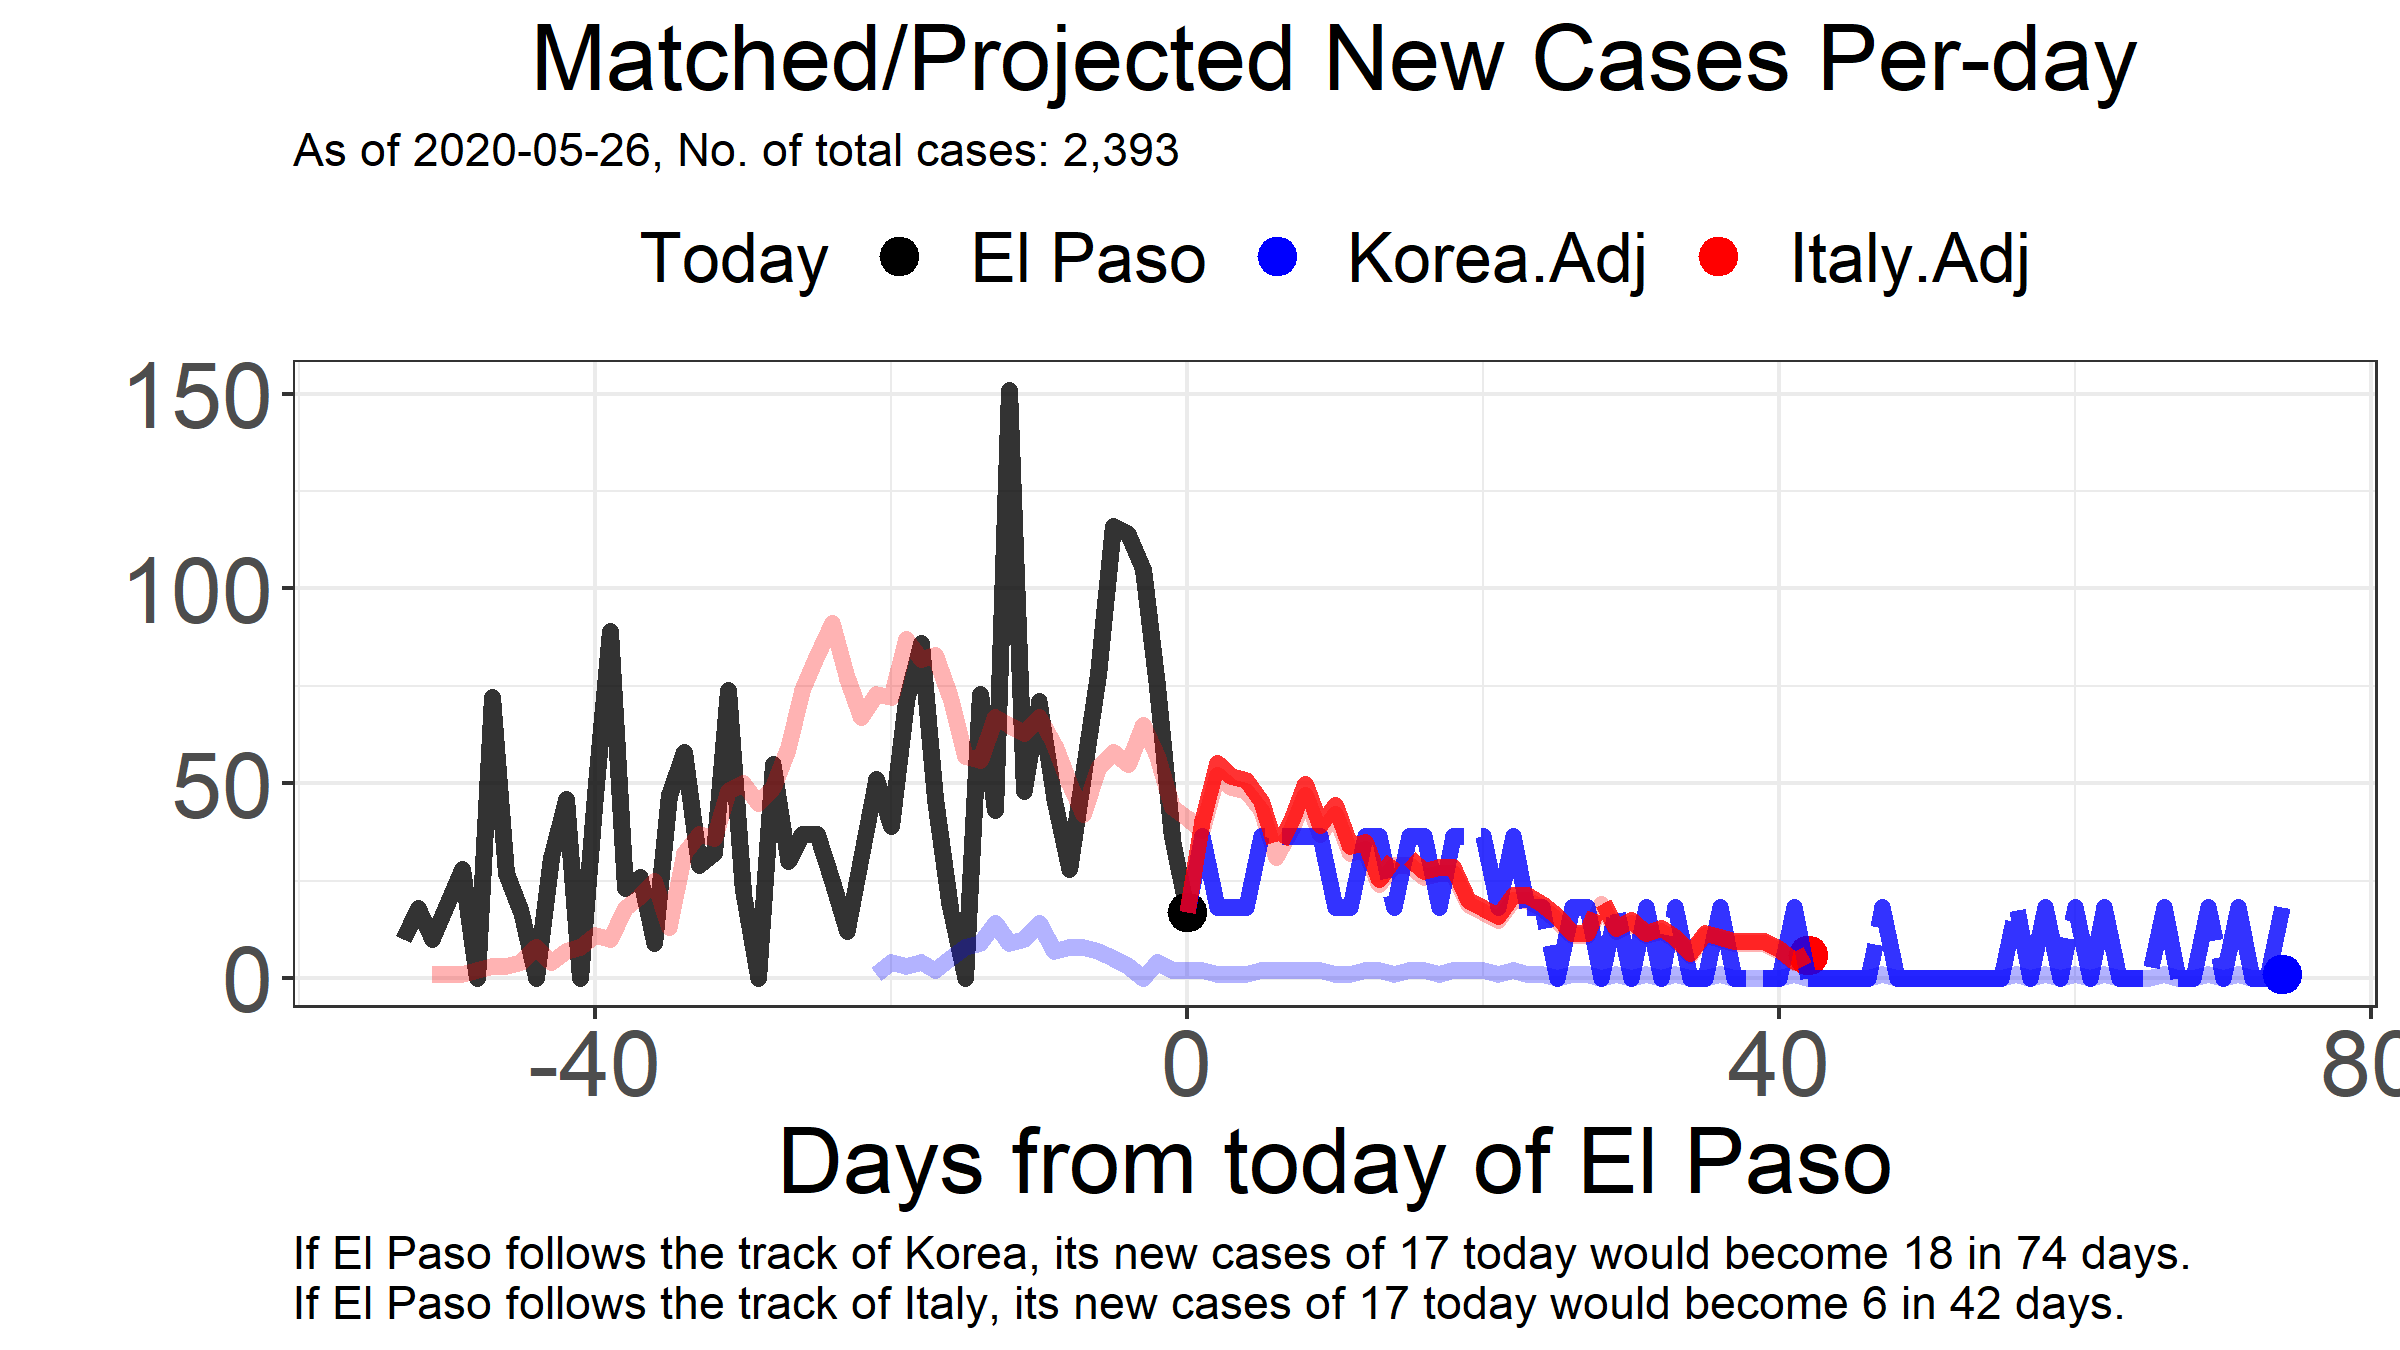 Matched/Projected New Cases Per-day
As of 2020-05-26, No. of total cases: 2,393
Today El Paso Korea.Adj Italy.Adj
150
100
50
0
-40 0 40 80
Days from today of El Paso
If El Paso follows the track of Korea, its new cases of 17 today would become 18 in 74 days.
If El Paso follows the track of Italy, its new cases of 17 today would become 6 in 42 days.